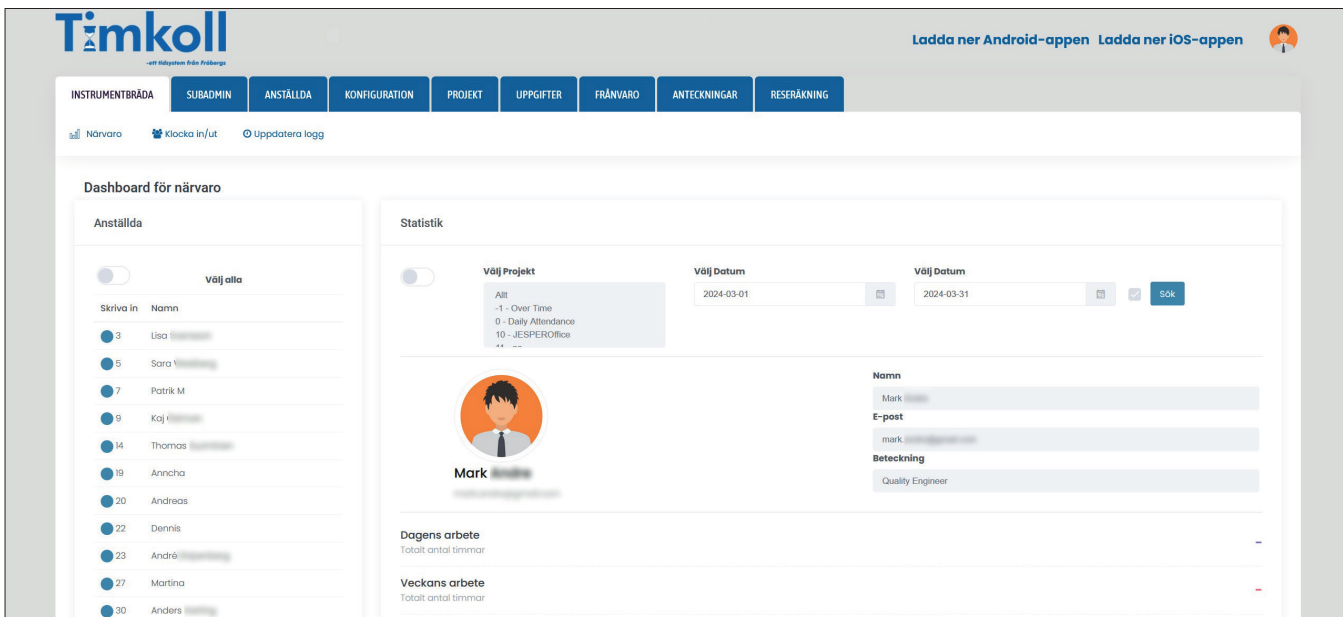 Timkoll
-ett tidsystem från Fröbergs
Ladda ner Android-appen Ladda ner iOS-appen
INSTRUMENTBRÄDA SUBADMIN ANSTÄLLDA KONFIGURATION PROJEKT UPPGIFTER FRÅNVARO ANTECKNINGAR RESERÄKNING
Närvaro Klocka in/ut Uppdatera logg
Dashboard för närvaro
Anställda
Välj alla
Skriva in Namn
3 Lisa
5 Sara
7 Patrik M
9 Kaj
14 Thomas
19 Anncha
20 Andreas
22 Dennis
23 André
27 Martina
30 Anders
Statistik
Välj Projekt
Allt
-1 - Over Time
0 - Daily Attendance
10 - JESPEROffice
Välj Datum
2024-03-01
Välj Datum
2024-03-31
Sök
Mark
Namn
Mark
E-post
mark
Beteckning
Quality Engineer
Dagens arbete
Totalt antal timmar
-
Veckans arbete
Totalt antal timmar
-